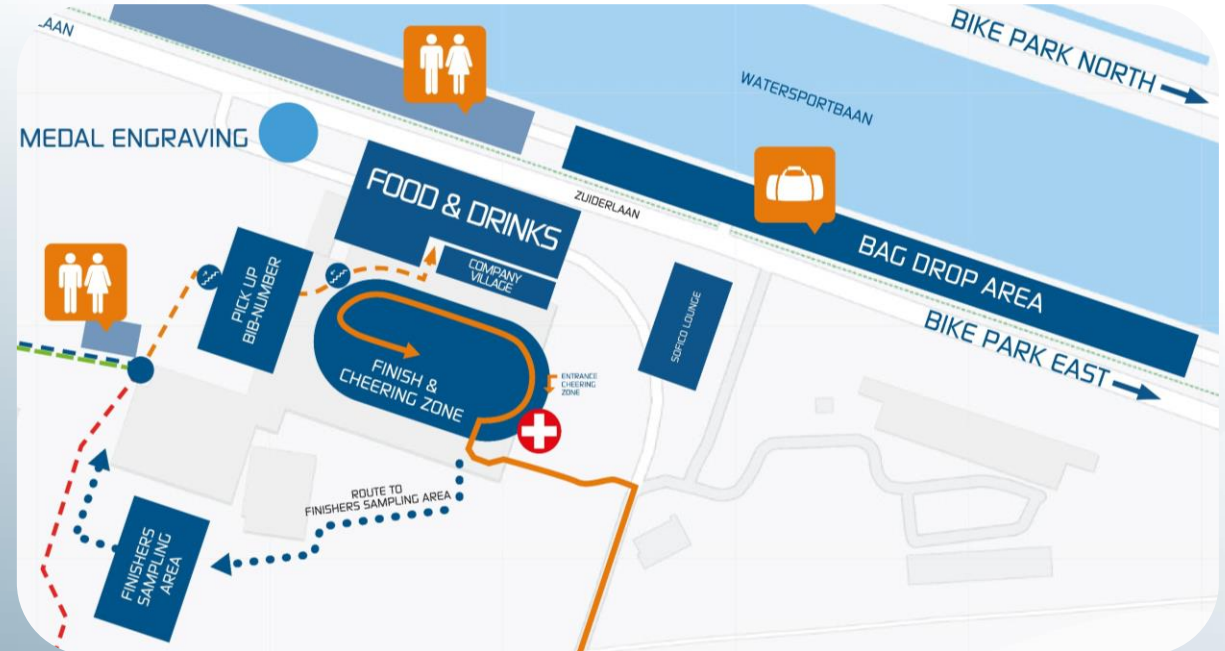 LAAN
BIKE PARK NORTH
WATERSPORTBAAN
MEDAL ENGRAVING
FOOD & DRINKS
ZUIDERLAAN
BAG DROP AREA
PICK UP
BIB-NUMBER
COMPANY
VILLAGE
SOFICO LOUNGE
BIKE PARK EAST
FINISH &
CHEERING ZONE
ENTRANCE
CHEERING
ZONE
ROUTE TO
FINISHERS SAMPLING AREA
FINISHERS
SAMPLING
AREA